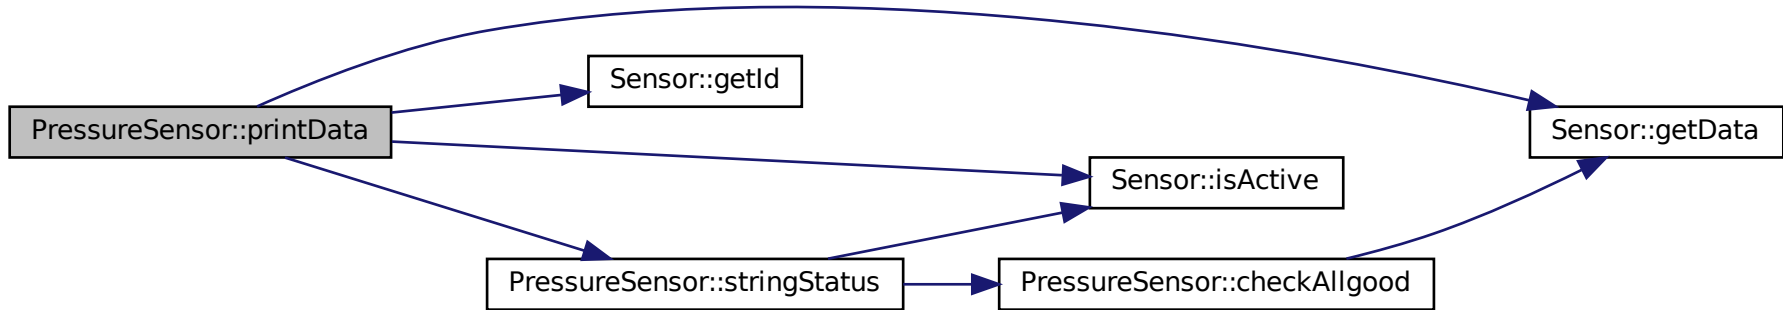 PressureSensor::printData
Sensor::getId
Sensor::getData
Sensor::isActive
PressureSensor::stringStatus
PressureSensor::checkAllgood